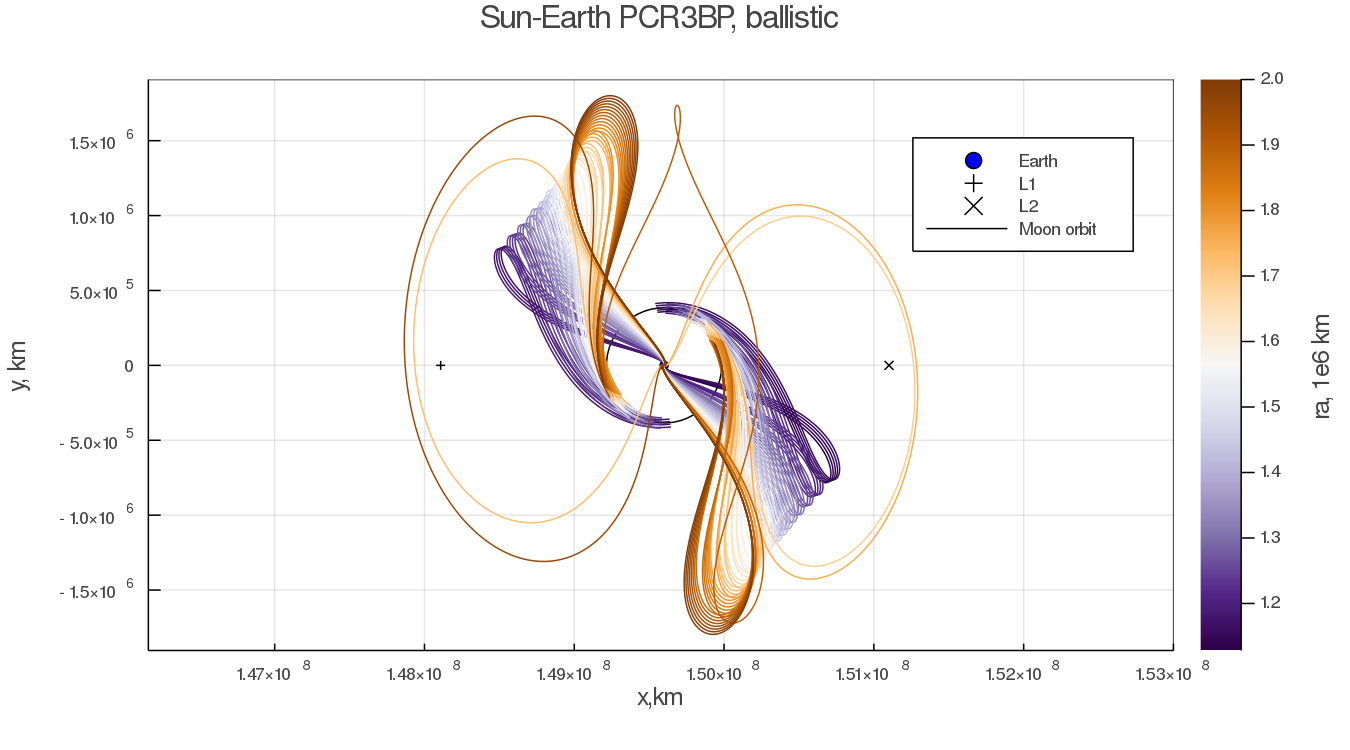 Sun-Earth PCR3BP, ballistic
y, km
1.5×10 6
1.0×10 6
5.0×10 5
0
- 5.0×10 5
- 1.0×10 6
- 1.5×10 6
Earth
L1
L2
Moon orbit
1.47×10 8
1.48×10 8
1.49×10 8
1.50×10 8
1.51×10 8
1.52×10 8
1.53×10 8
x,km
2.0
1.9
1.8
1.7
1.6
1.5
1.4
1.3
1.2
ra, 1e6 km